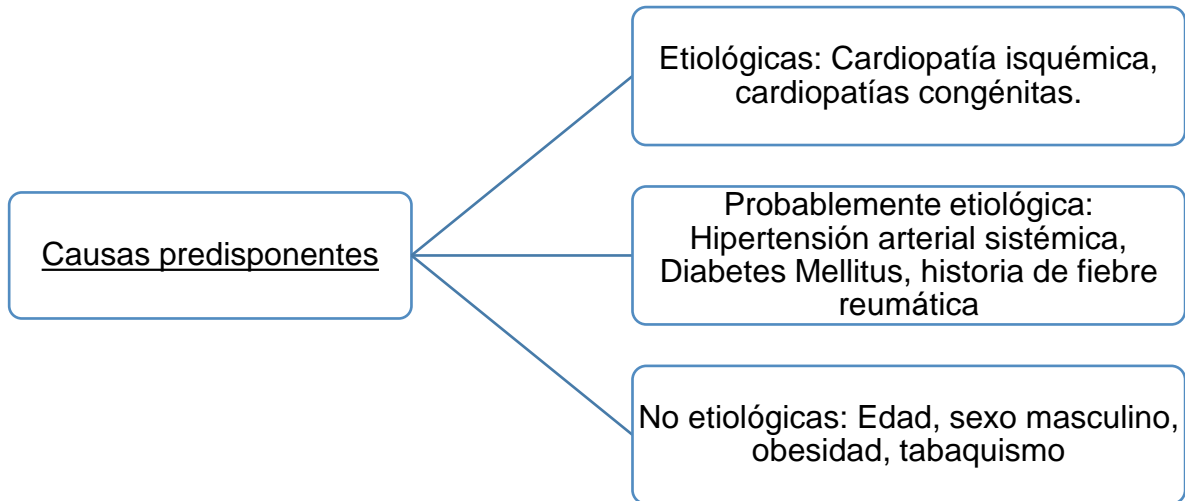 Causas predisponentes
Etiológicas: Cardiopatía isquémica,
cardiopatías congénitas.
Probablemente etiológica:
Hipertensión arterial sistémica,
Diabetes Mellitus, historia de fiebre
reumática
No etiológicas: Edad, sexo masculino,
obesidad, tabaquismo